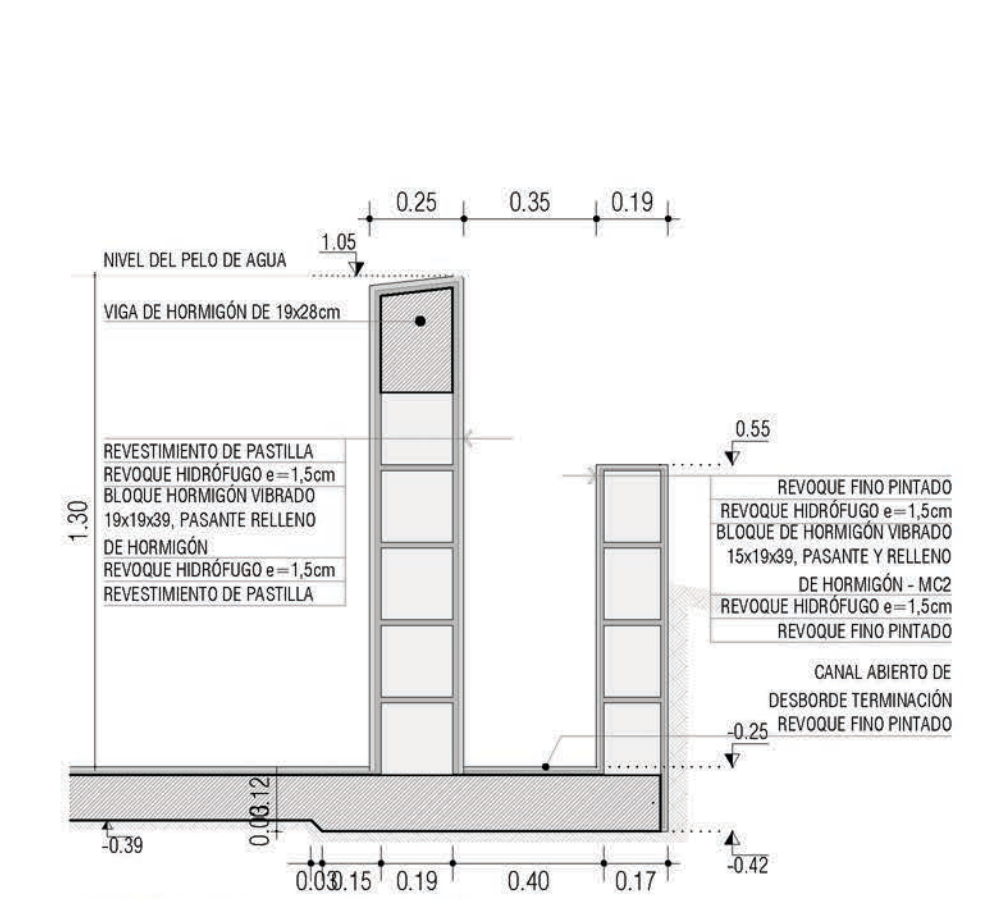 0.25 0.35 0.19
1.05
NIVEL DEL PELO DE AGUA
VIGA DE HORMIGÓN DE 19x28cm
REVESTIMIENTO DE PASTILLA
REVOQUE HIDRÓFUGO e=1,5cm
BLOQUE HORMIGÓN VIBRADO
19x19x39, PASANTE RELLENO
DE HORMIGÓN
REVOQUE HIDRÓFUGO e=1,5cm
REVESTIMIENTO DE PASTILLA
1.30
0.55
REVOQUE FINO PINTADO
REVOQUE HIDRÓFUGO e=1,5cm
BLOQUE DE HORMIGÓN VIBRADO
15x19x39, PASANTE Y RELLENO
DE HORMIGÓN - MC2
REVOQUE HIDRÓFUGO e=1,5cm
REVOQUE FINO PINTADO
CANAL ABIERTO DE
DESBORDE TERMINACIÓN
REVOQUE FINO PINTADO
-0.25
0.03 0.12
-0.39
-0.42
0.03 0.15 0.19 0.40 0.17